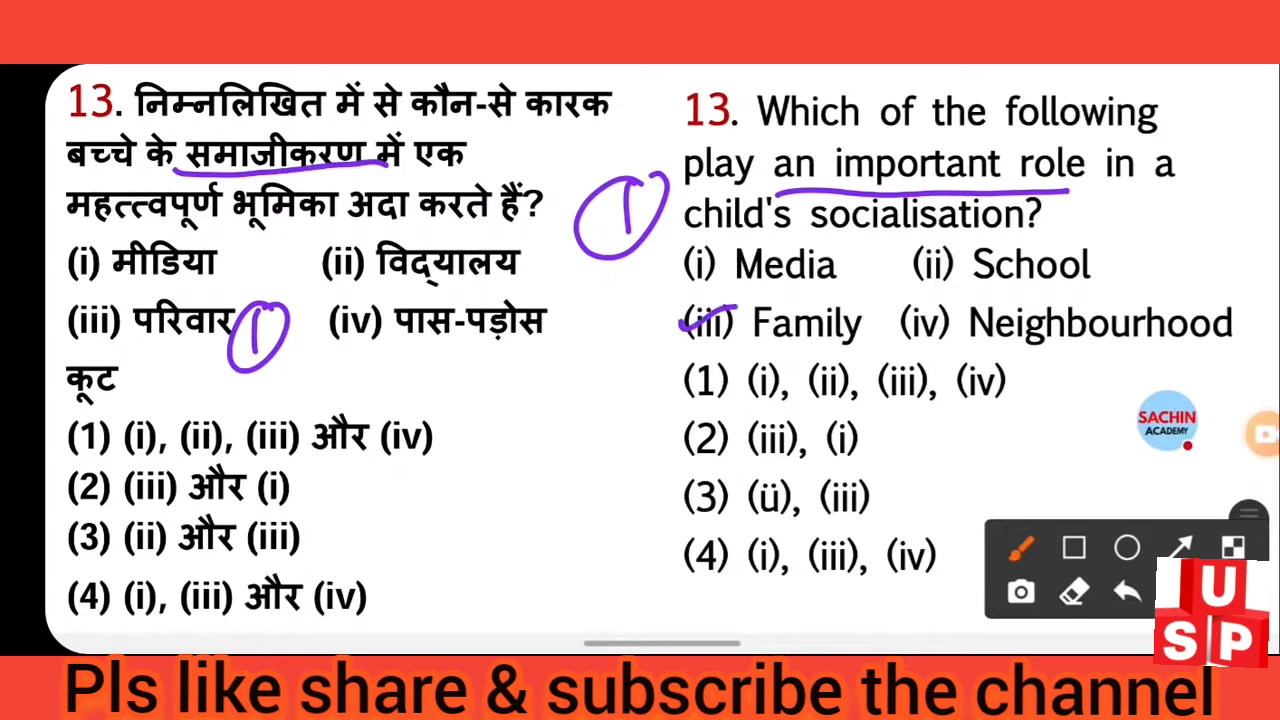 13. निम्नलिखित में से कौन-से कारक
बच्चे के समाजीकरण में एक
महत्त्वपूर्ण भूमिका अदा करते हैं?
(i) मीडिया (ii) विद्यालय
(iii) परिवार (iv) पास-पड़ोस
कूट
(1) (i), (ii), (iii) और (iv)
(2) (iii) और (i)
(3) (ii) और (iii)
(4) (i), (iii) और (iv)
1
1
13. Which of the following
play an important role in a
child's socialisation?
(i) Media (ii) School
(iii) Family (iv) Neighbourhood
(1) (i), (ii), (iii), (iv)
(2) (iii), (i)
(3) (ü), (iii)
(4) (i), (iii), (iv)
SACHIN
ACADEMY
U
S P
Pls like share & subscribe the channel